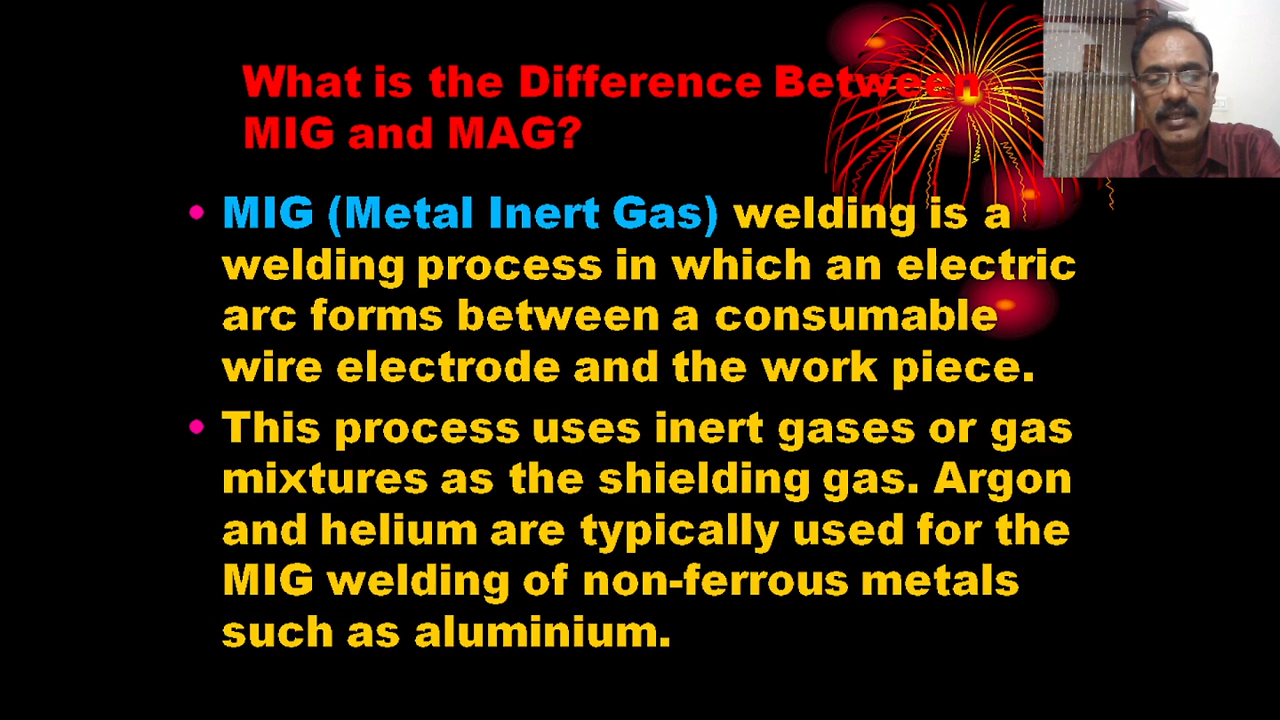 What is the Difference Between
MIG and MAG?
• MIG (Metal Inert Gas) welding is a
welding process in which an electric
arc forms between a consumable
wire electrode and the work piece.
• This process uses inert gases or gas
mixtures as the shielding gas. Argon
and helium are typically used for the
MIG welding of non-ferrous metals
such as aluminium.